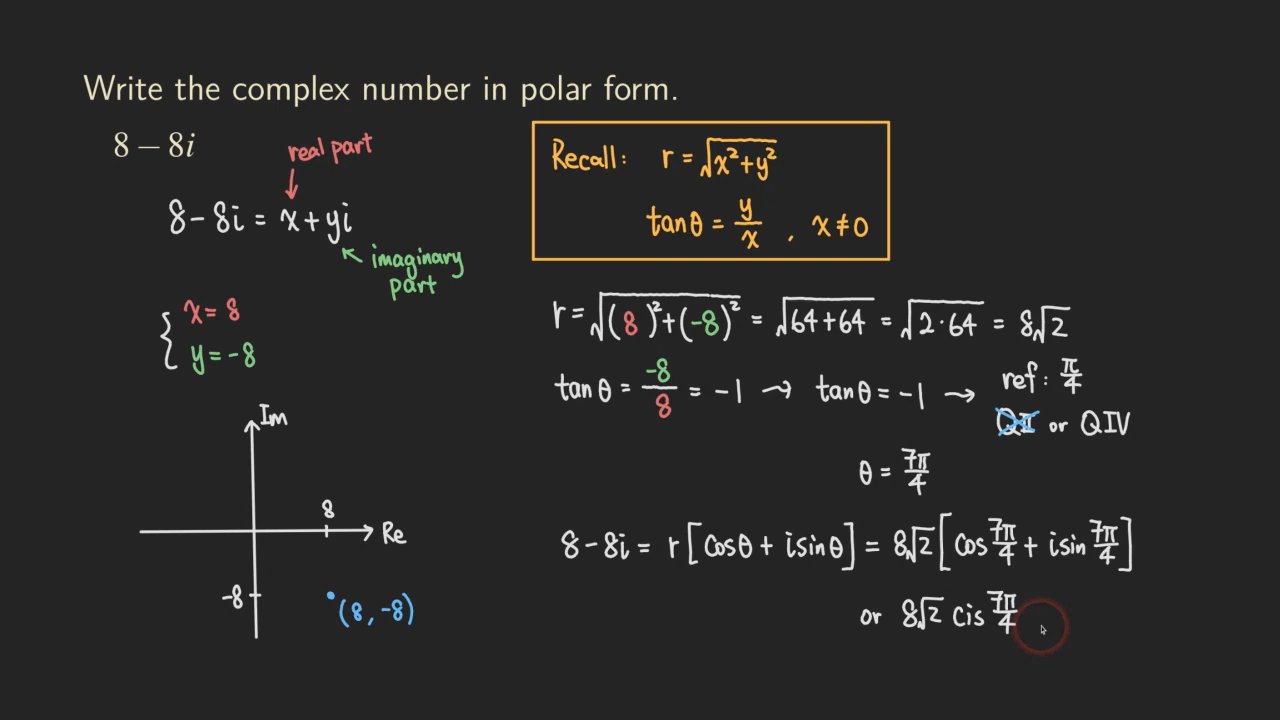 Write the complex number in polar form.
8 − 8i
real part
8 - 8i = x + yi
imaginary
part
{ x = 8
y = -8
Im
8
Re
-8
(8, -8)
Recall: r = √(x² + y²)
tanθ = y/x , x ≠ 0
r = √((8)² + (-8)²) = √(64 + 64) = √(2·64) = 8√2
tanθ = -8/8 = -1 → tanθ = -1 → ref: π/4
QII or QIV
θ = 7π/4
8 - 8i = r[cosθ + isinθ] = 8√2[cos 7π/4 + isin 7π/4]
or 8√2 cis 7π/4